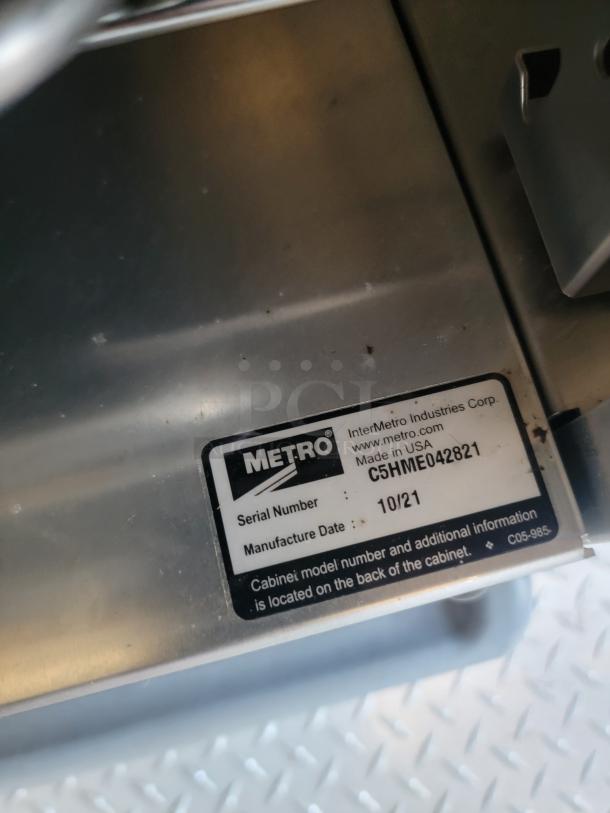 PCI
METRO®
InterMetro Industries Corp.
www.metro.com
Made in USA
Serial Number : C5HME042821
Manufacture Date : 10/21
Cabinet model number and additional information
is located on the back of the cabinet. C05-985